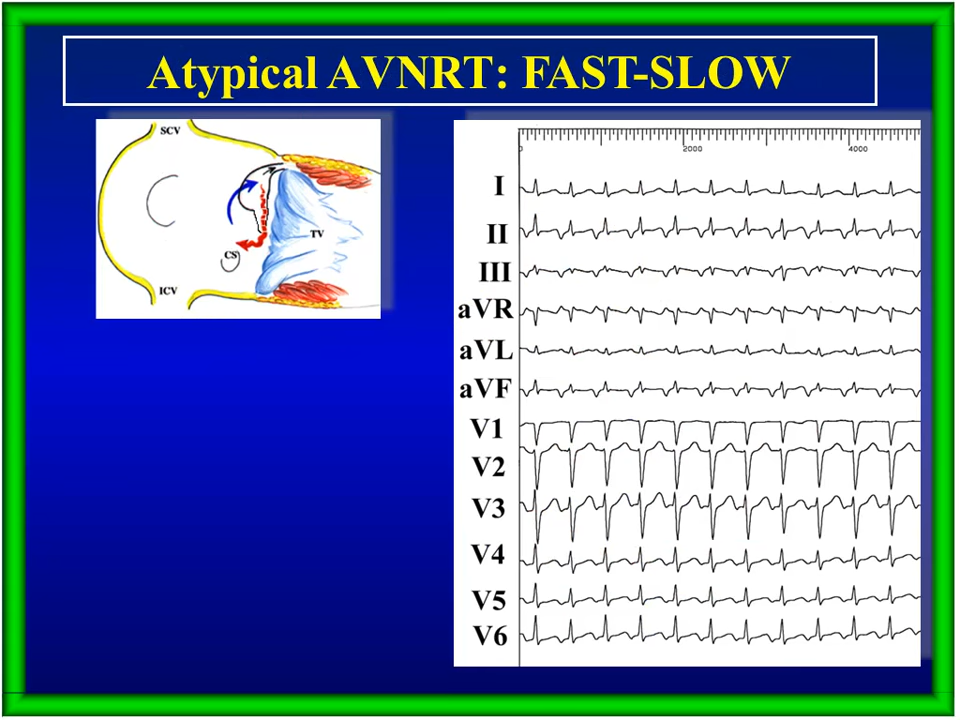 Atypical AVNRT: FAST-SLOW
SCV
TV
CS
ICV
0 2000 4000
I
II
III
aVR
aVL
aVF
V1
V2
V3
V4
V5
V6